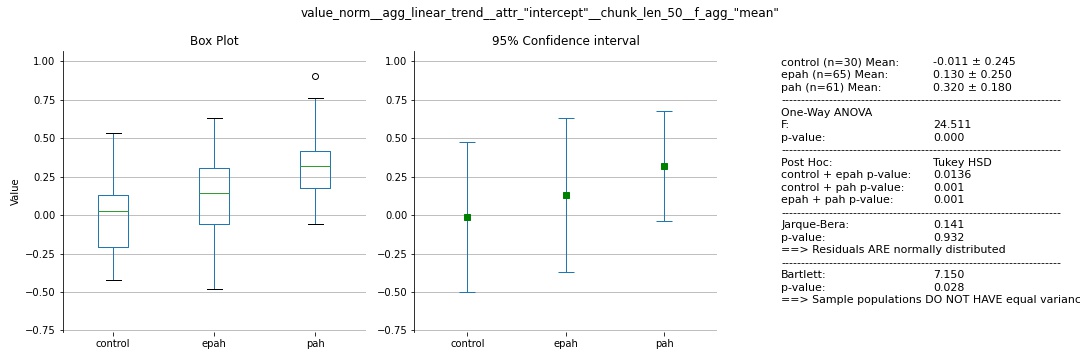 value_norm__agg_linear_trend__attr_"intercept"__chunk_len_50__f_agg_"mean"
Box Plot
Value
1.00
0.75
0.50
0.25
0.00
−0.25
−0.50
−0.75
control
epah
pah
95% Confidence interval
1.00
0.75
0.50
0.25
0.00
−0.25
−0.50
−0.75
control
epah
pah
control (n=30) Mean: -0.011 ± 0.245
epah (n=65) Mean: 0.130 ± 0.250
pah (n=61) Mean: 0.320 ± 0.180
One-Way ANOVA
F: 24.511
p-value: 0.000
Post Hoc: Tukey HSD
control + epah p-value: 0.0136
control + pah p-value: 0.001
epah + pah p-value: 0.001
Jarque-Bera: 0.141
p-value: 0.932
==> Residuals ARE normally distributed
Bartlett: 7.150
p-value: 0.028
==> Sample populations DO NOT HAVE equal varianc